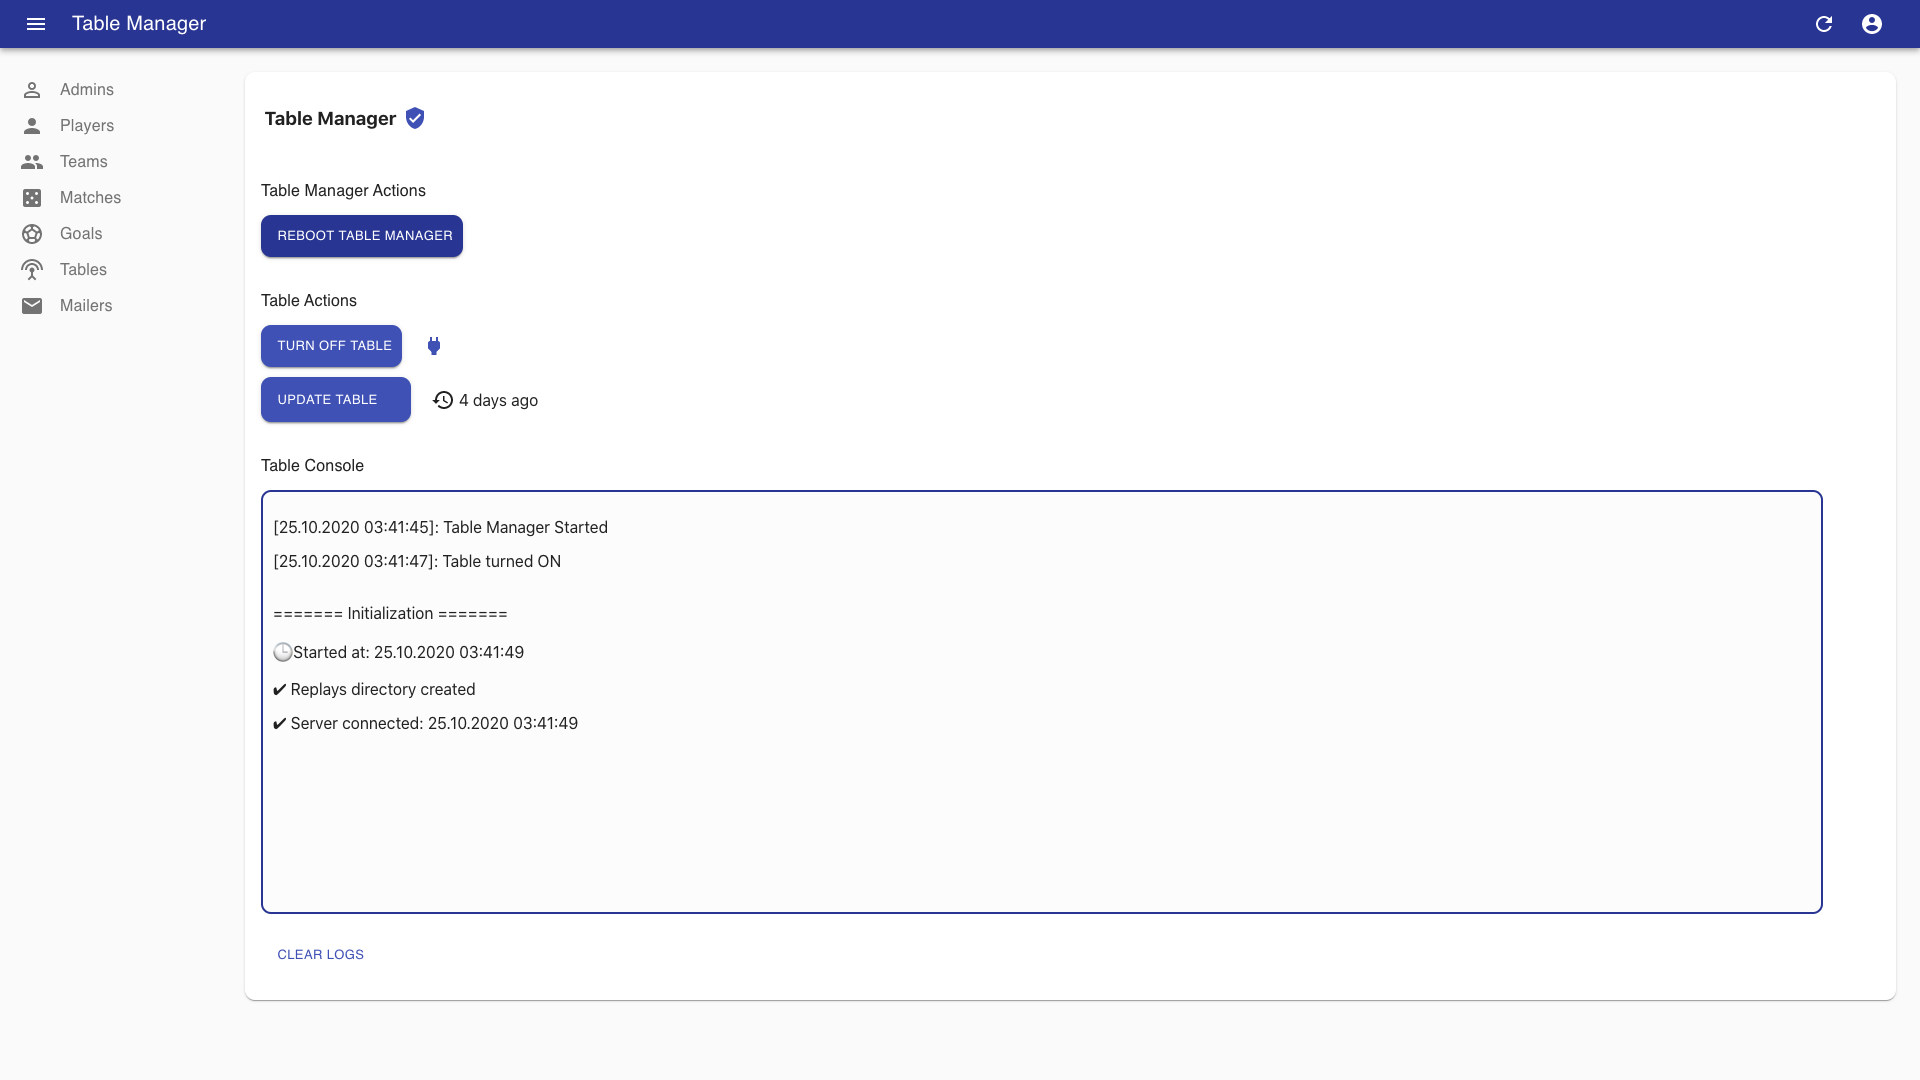 Table Manager
Admins
Players
Teams
Matches
Goals
Tables
Mailers
Table Manager
Table Manager Actions
REBOOT TABLE MANAGER
Table Actions
TURN OFF TABLE
UPDATE TABLE
4 days ago
Table Console
[25.10.2020 03:41:45]: Table Manager Started
[25.10.2020 03:41:47]: Table turned ON
======= Initialization =======
🕒Started at: 25.10.2020 03:41:49
✔ Replays directory created
✔ Server connected: 25.10.2020 03:41:49
CLEAR LOGS